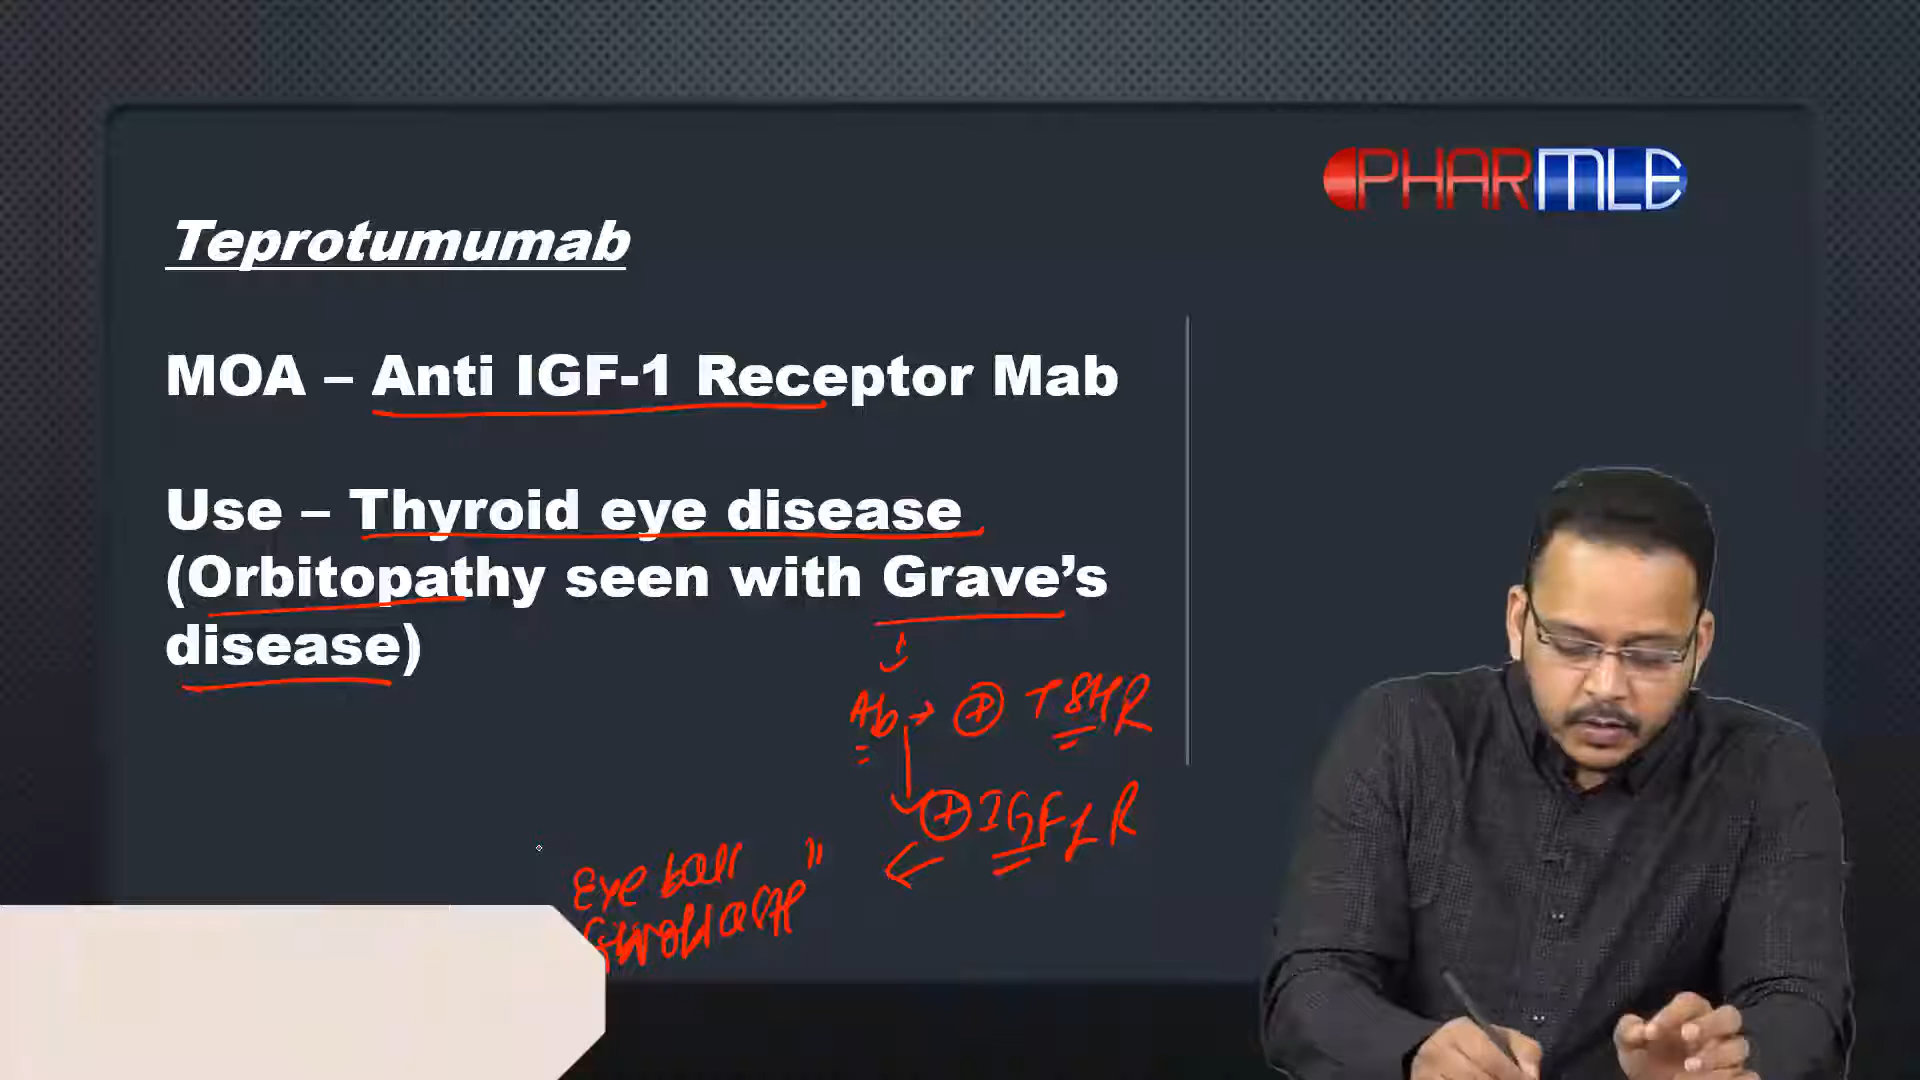 PHARMLE
Teprotumumab
MOA – Anti IGF-1 Receptor Mab
Use – Thyroid eye disease
(Orbitopathy seen with Grave’s
disease)
Ab → + TSHR
+ IGF1R
Eye ball